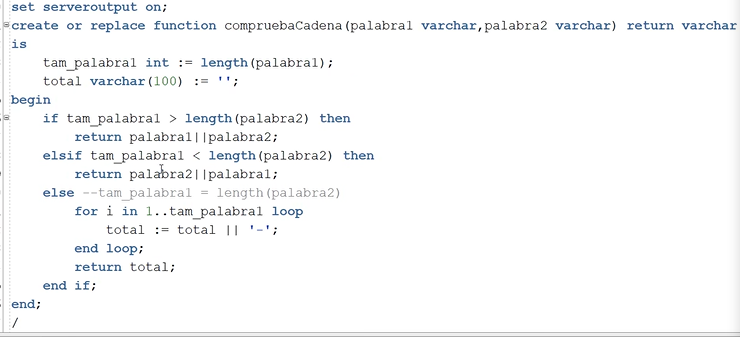 set serveroutput on;
create or replace function compruebaCadena(palabra1 varchar,palabra2 varchar) return varchar
is
tam_palabra1 int := length(palabra1);
total varchar(100) := '';
begin
if tam_palabra1 > length(palabra2) then
return palabra1||palabra2;
elsif tam_palabra1 < length(palabra2) then
return palabra2||palabra1;
else --tam_palabra1 = length(palabra2)
for i in 1..tam_palabra1 loop
total := total || '-';
end loop;
return total;
end if;
end;
/